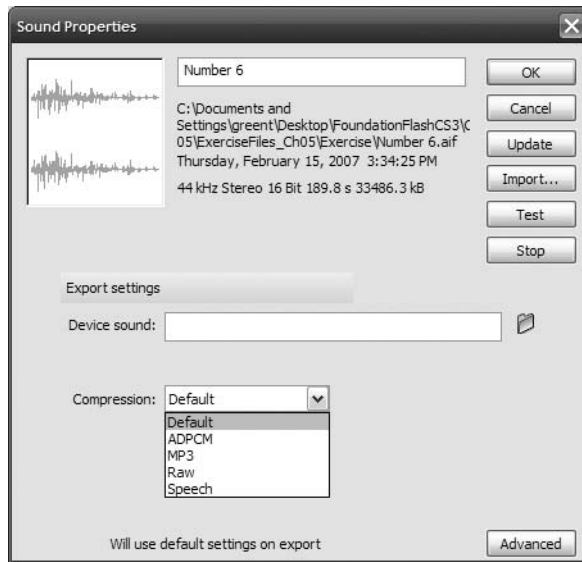 Sound Properties
Number 6
OK
C:\Documents and
Settings\greent\Desktop\FoundationFlashCS3\C
05\ExerciseFiles_Ch05\Exercise\Number 6.aif
Thursday, February 15, 2007 3:34:25 PM
44 kHz Stereo 16 Bit 189.8 s 33486.3 kB
Cancel
Update
Import...
Test
Stop
Export settings
Device sound:
Compression: Default
Default
ADPCM
MP3
Raw
Speech
Will use default settings on export
Advanced